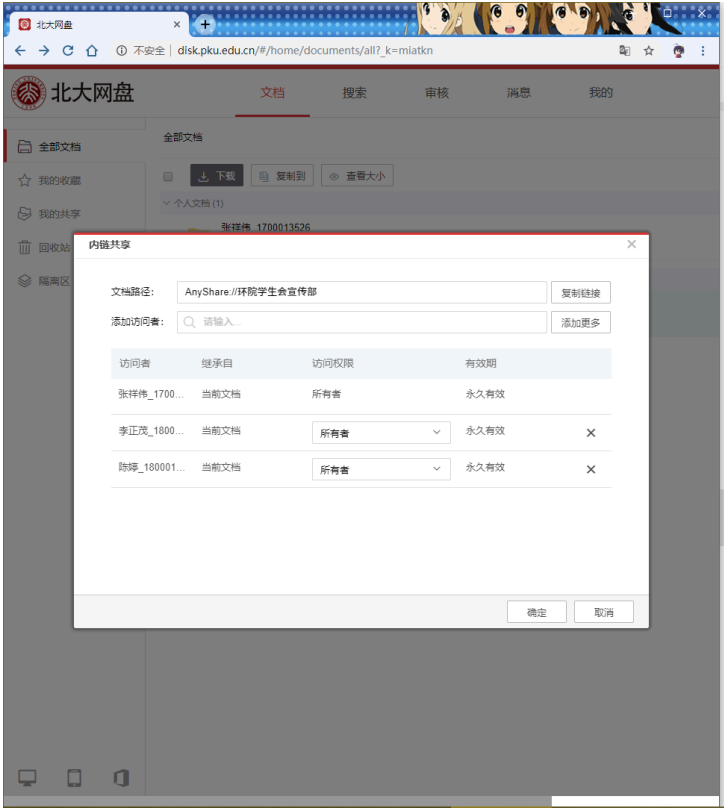 北大网盘
不安全 | disk.pku.edu.cn/#/home/documents/all?_k=miatkn
北大网盘 文档 搜索 审核 消息 我的
全部文档
全部文档
我的收藏
下载 复制到 查看大小
个人文档 (1)
我的共享
张祥伟_1700013526
回收站
隔离区
内链共享
文档路径: AnyShare://环院学生会宣传部 复制链接
添加访问者: 请输入... 添加更多
访问者 继承自 访问权限 有效期
张祥伟_1700... 当前文档 所有者 永久有效
李正茂_1800... 当前文档 所有者 永久有效
陈婷_180001... 当前文档 所有者 永久有效
确定 取消